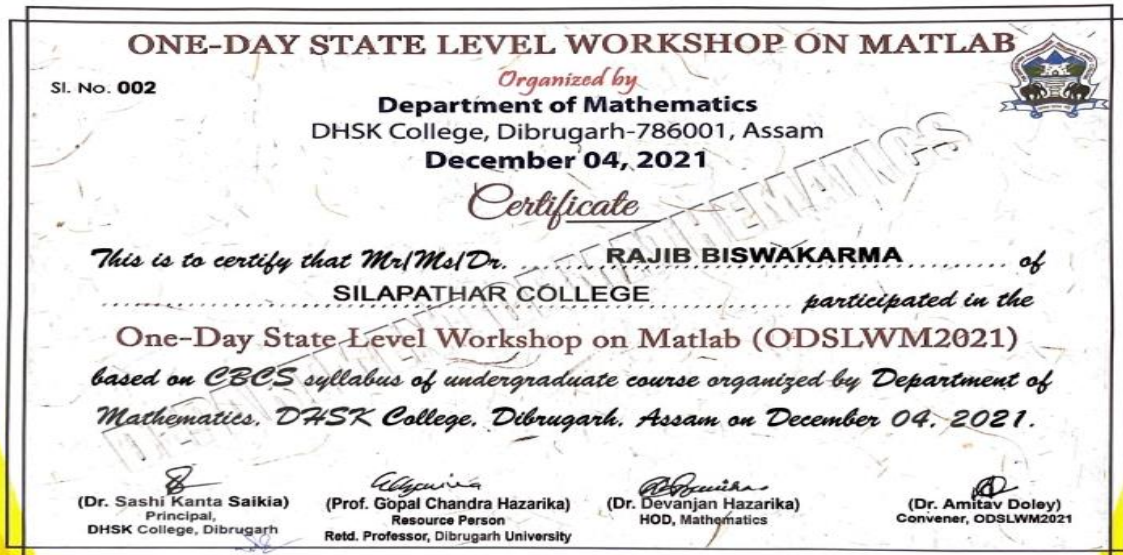 ONE-DAY STATE LEVEL WORKSHOP ON MATLAB
Sl. No. 002
Organized by
Department of Mathematics
DHSK College, Dibrugarh-786001, Assam
December 04, 2021
Certificate
This is to certify that Mr/Ms/Dr. ........ RAJIB BISWAKARMA ............ of
........................... SILAPATHAR COLLEGE .................. participated in the
One-Day State Level Workshop on Matlab (ODSLWM2021)
based on CBCS syllabus of undergraduate course organized by Department of
Mathematics, DHSK College, Dibrugarh, Assam on December 04, 2021.
DEPARTMENT OF MATHEMATICS
(Dr. Sashi Kanta Saikia)
Principal,
DHSK College, Dibrugarh
(Prof. Gopal Chandra Hazarika)
Resource Person
Retd. Professor, Dibrugarh University
(Dr. Devanjan Hazarika)
HOD, Mathematics
(Dr. Amitav Doley)
Convener, ODSLWM2021